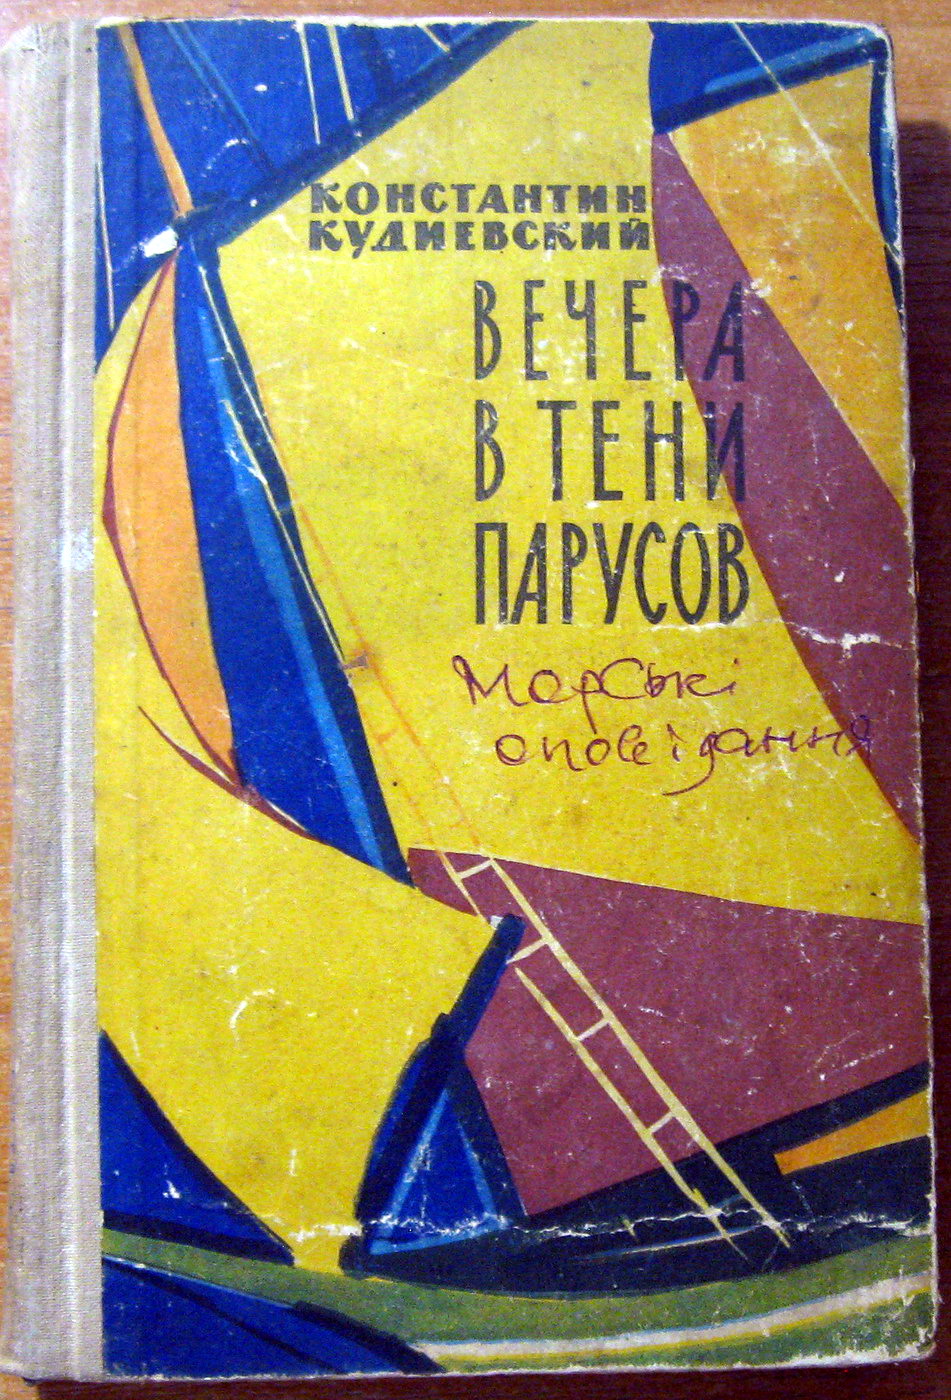 КОНСТАНТИН
КУДИЕВСКИЙ
ВЕЧЕРА
В ТЕНИ
ПАРУСОВ
Морські
оповідання